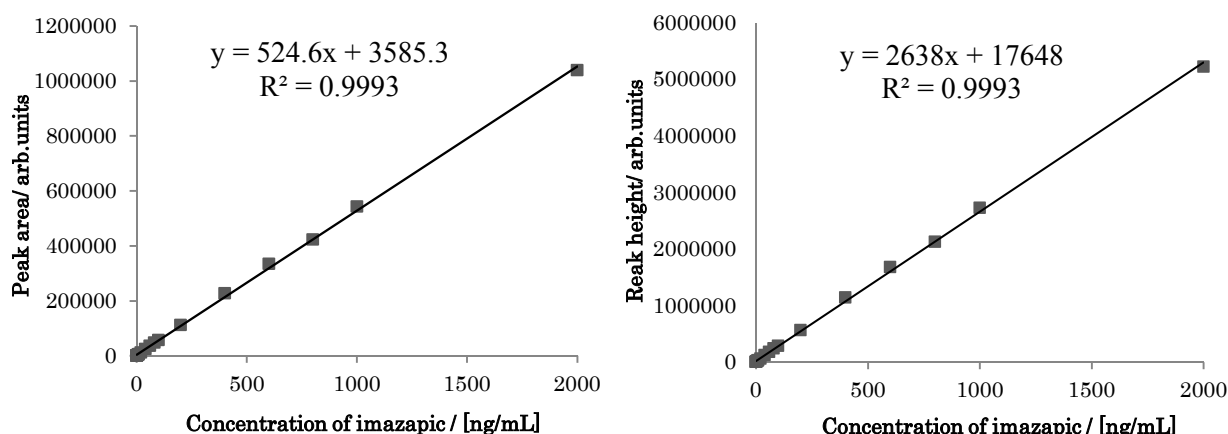 1200000
1000000
800000
600000
400000
200000
0
Peak area/ arb.units
y = 524.6x + 3585.3
R² = 0.9993
0 500 1000 1500 2000
Concentration of imazapic / [ng/mL]
6000000
5000000
4000000
3000000
2000000
1000000
0
Reak height/ arb.units
y = 2638x + 17648
R² = 0.9993
0 500 1000 1500 2000
Concentration of imazapic / [ng/mL]